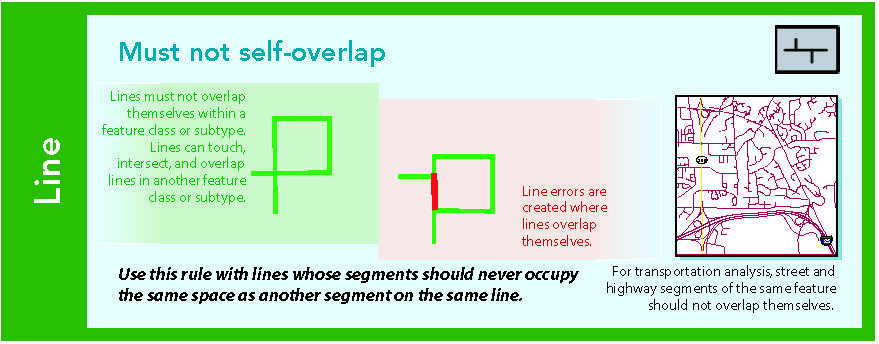 Line
Must not self-overlap
Lines must not overlap
themselves within a
feature class or subtype.
Lines can touch,
intersect, and overlap
lines in another feature
class or subtype.
Line errors are
created where
lines overlap
themselves.
Use this rule with lines whose segments should never occupy
the same space as another segment on the same line.
For transportation analysis, street and
highway segments of the same feature
should not overlap themselves.